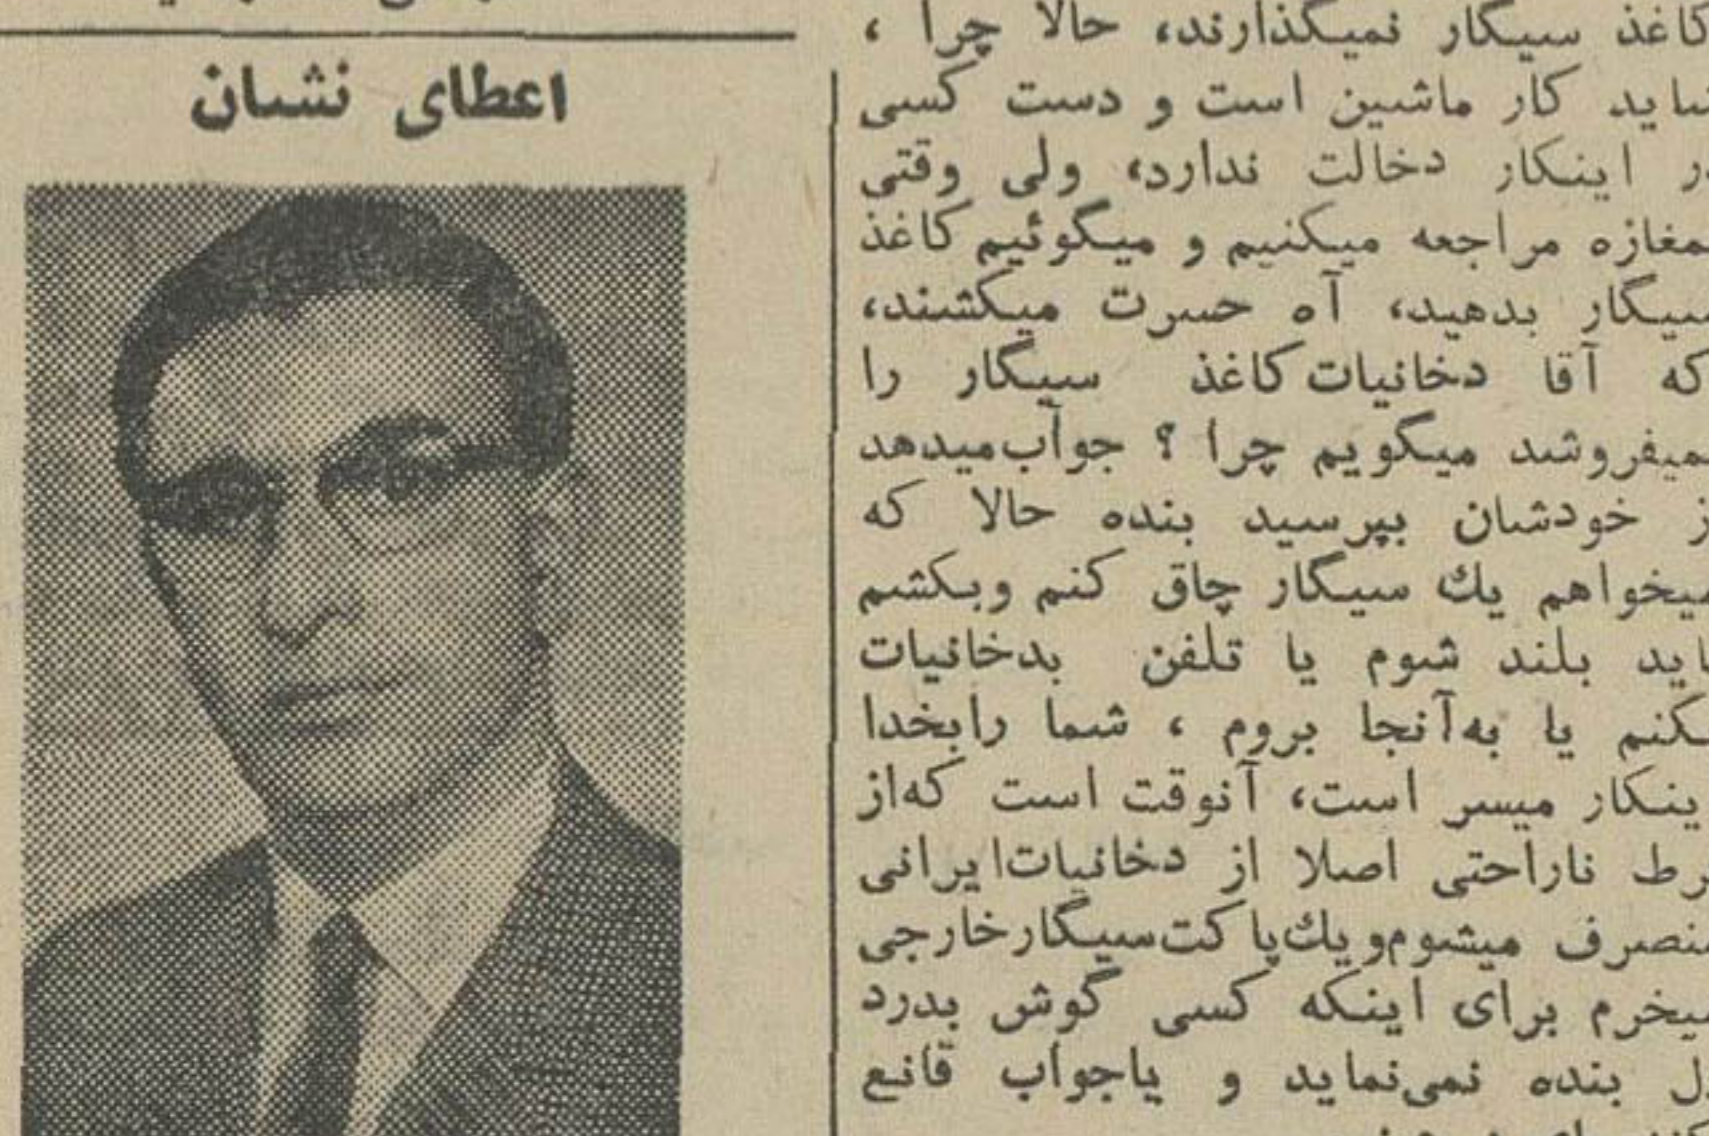 کاغذ سیگار نمیگذارند، حالا چرا ،
شاید کار ماشین است و دست کسی
در اینکار دخالت ندارد، ولی وقتی
بمغازه مراجعه میکنیم و میگوئیم کاغذ
سیگار بدهید، آه حسرت میکشند،
که آقا دخانیات کاغذ سیگار را
نمیفروشد میگویم چرا ؟ جواب میدهد
از خودشان بپرسید بنده حالا که
میخواهم یك سیگار چاق کنم وبکشم
باید بلند شوم یا تلفن بدخانیات
بکنم یا به‌آنجا بروم ، شما رابخدا
اینکار میسر است، آنوقت است که‌از
فرط ناراحتی اصلا از دخانیات‌ایرانی
منصرف میشوم‌و یك‌پاکت‌سیگارخارجی
میخرم برای اینکه کسی گوش بدرد
دل بنده نمی‌نماید و یاجواب قانع
اعطای نشان